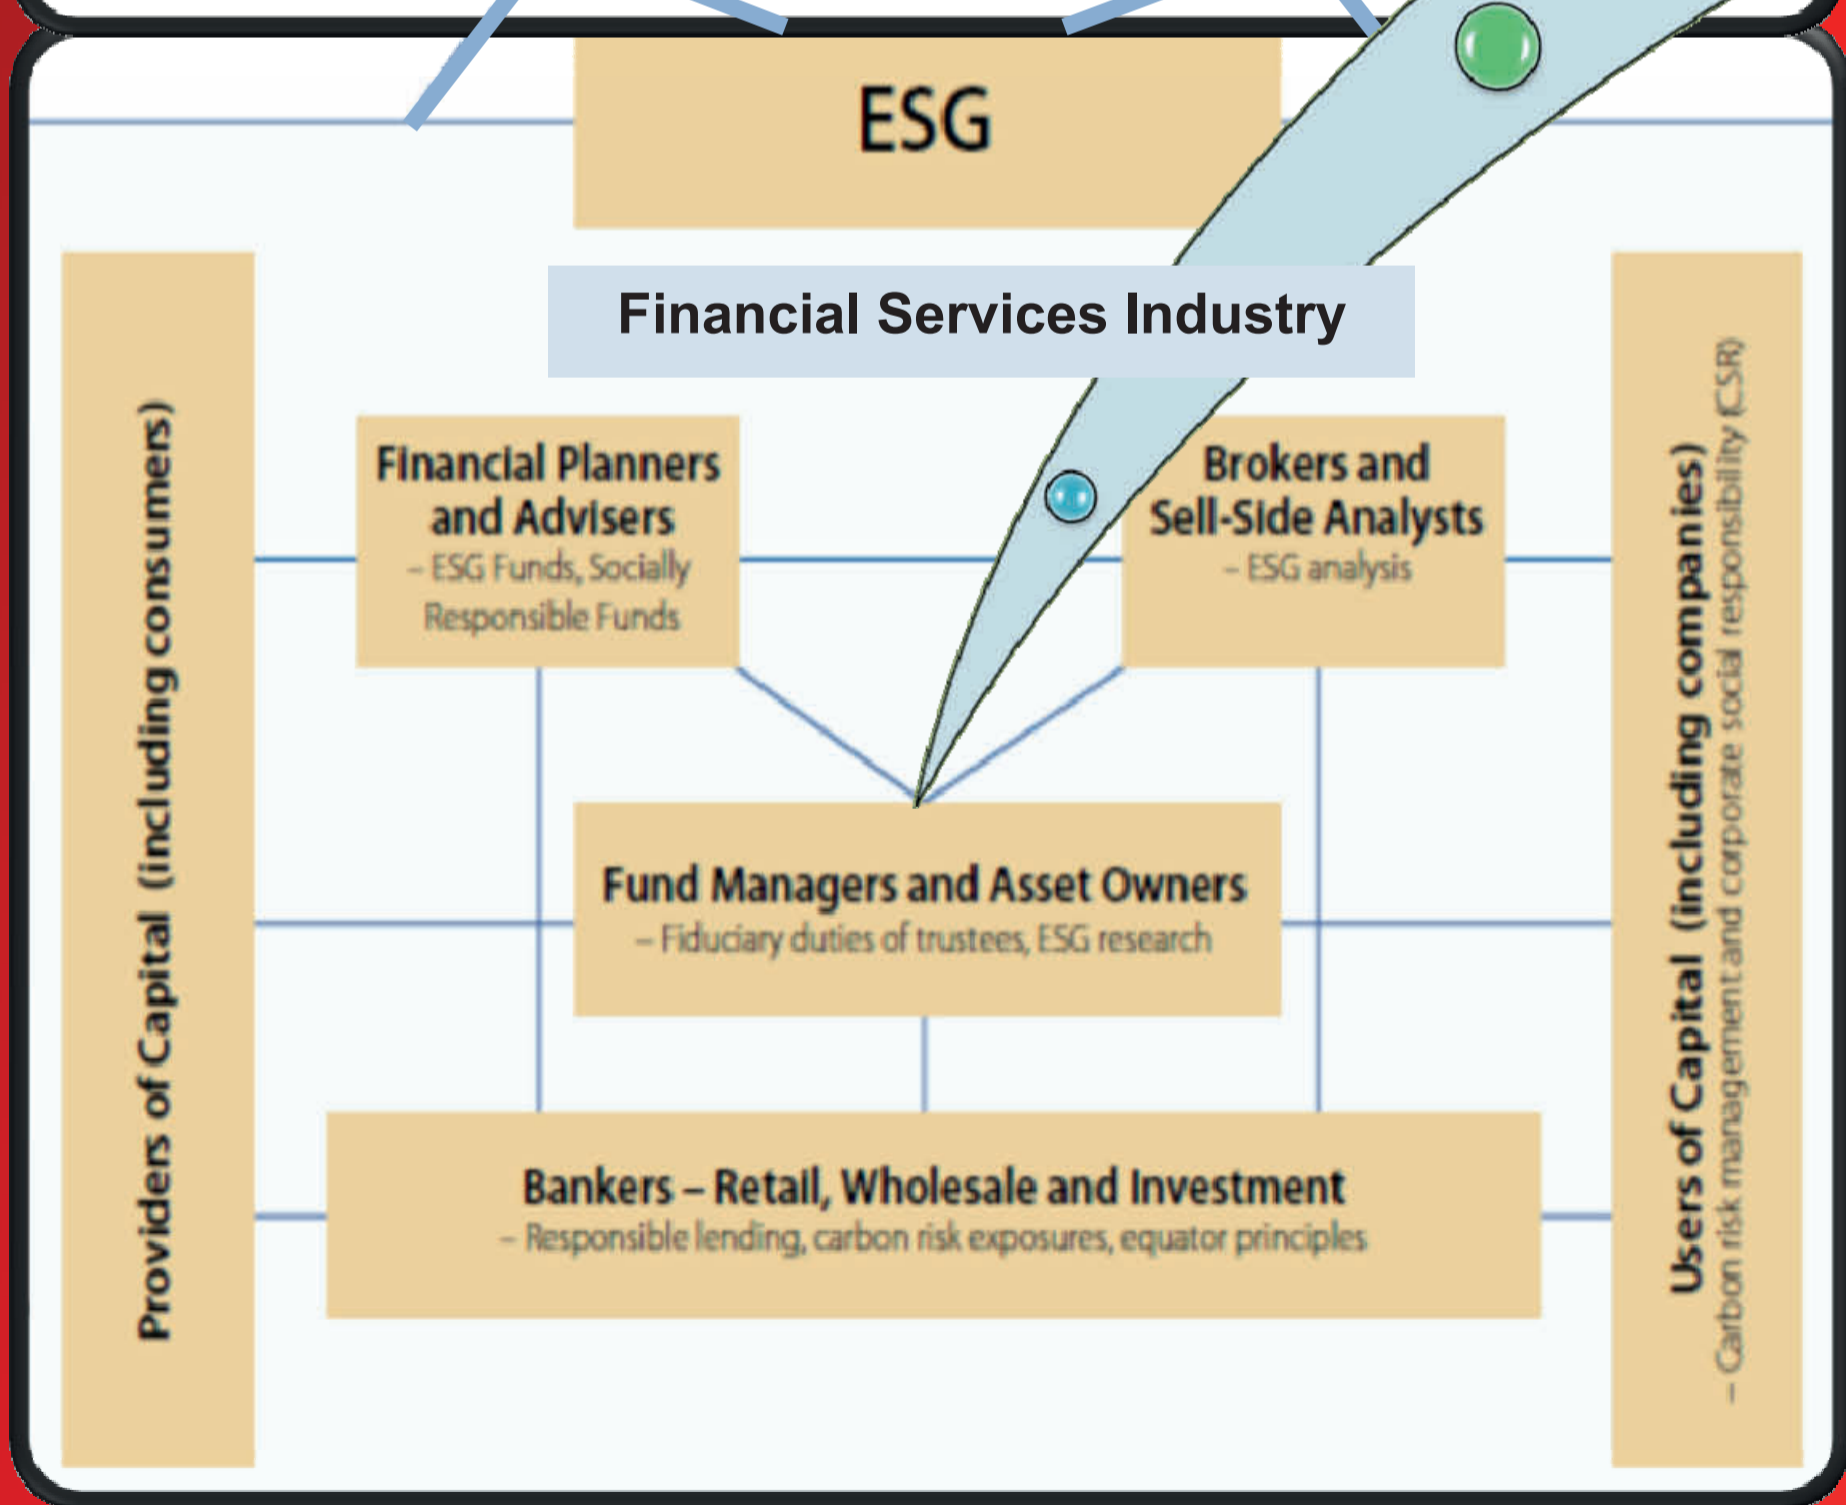 ESG
Financial Services Industry
Providers of Capital (including consumers)
Financial Planners
and Advisers
– ESG Funds, Socially
Responsible Funds
Brokers and
Sell-Side Analysts
– ESG analysis
Fund Managers and Asset Owners
– Fiduciary duties of trustees, ESG research
Bankers – Retail, Wholesale and Investment
– Responsible lending, carbon risk exposures, equator principles
Users of Capital (including companies)
– Carbon risk management and corporate social responsibility (CSR)